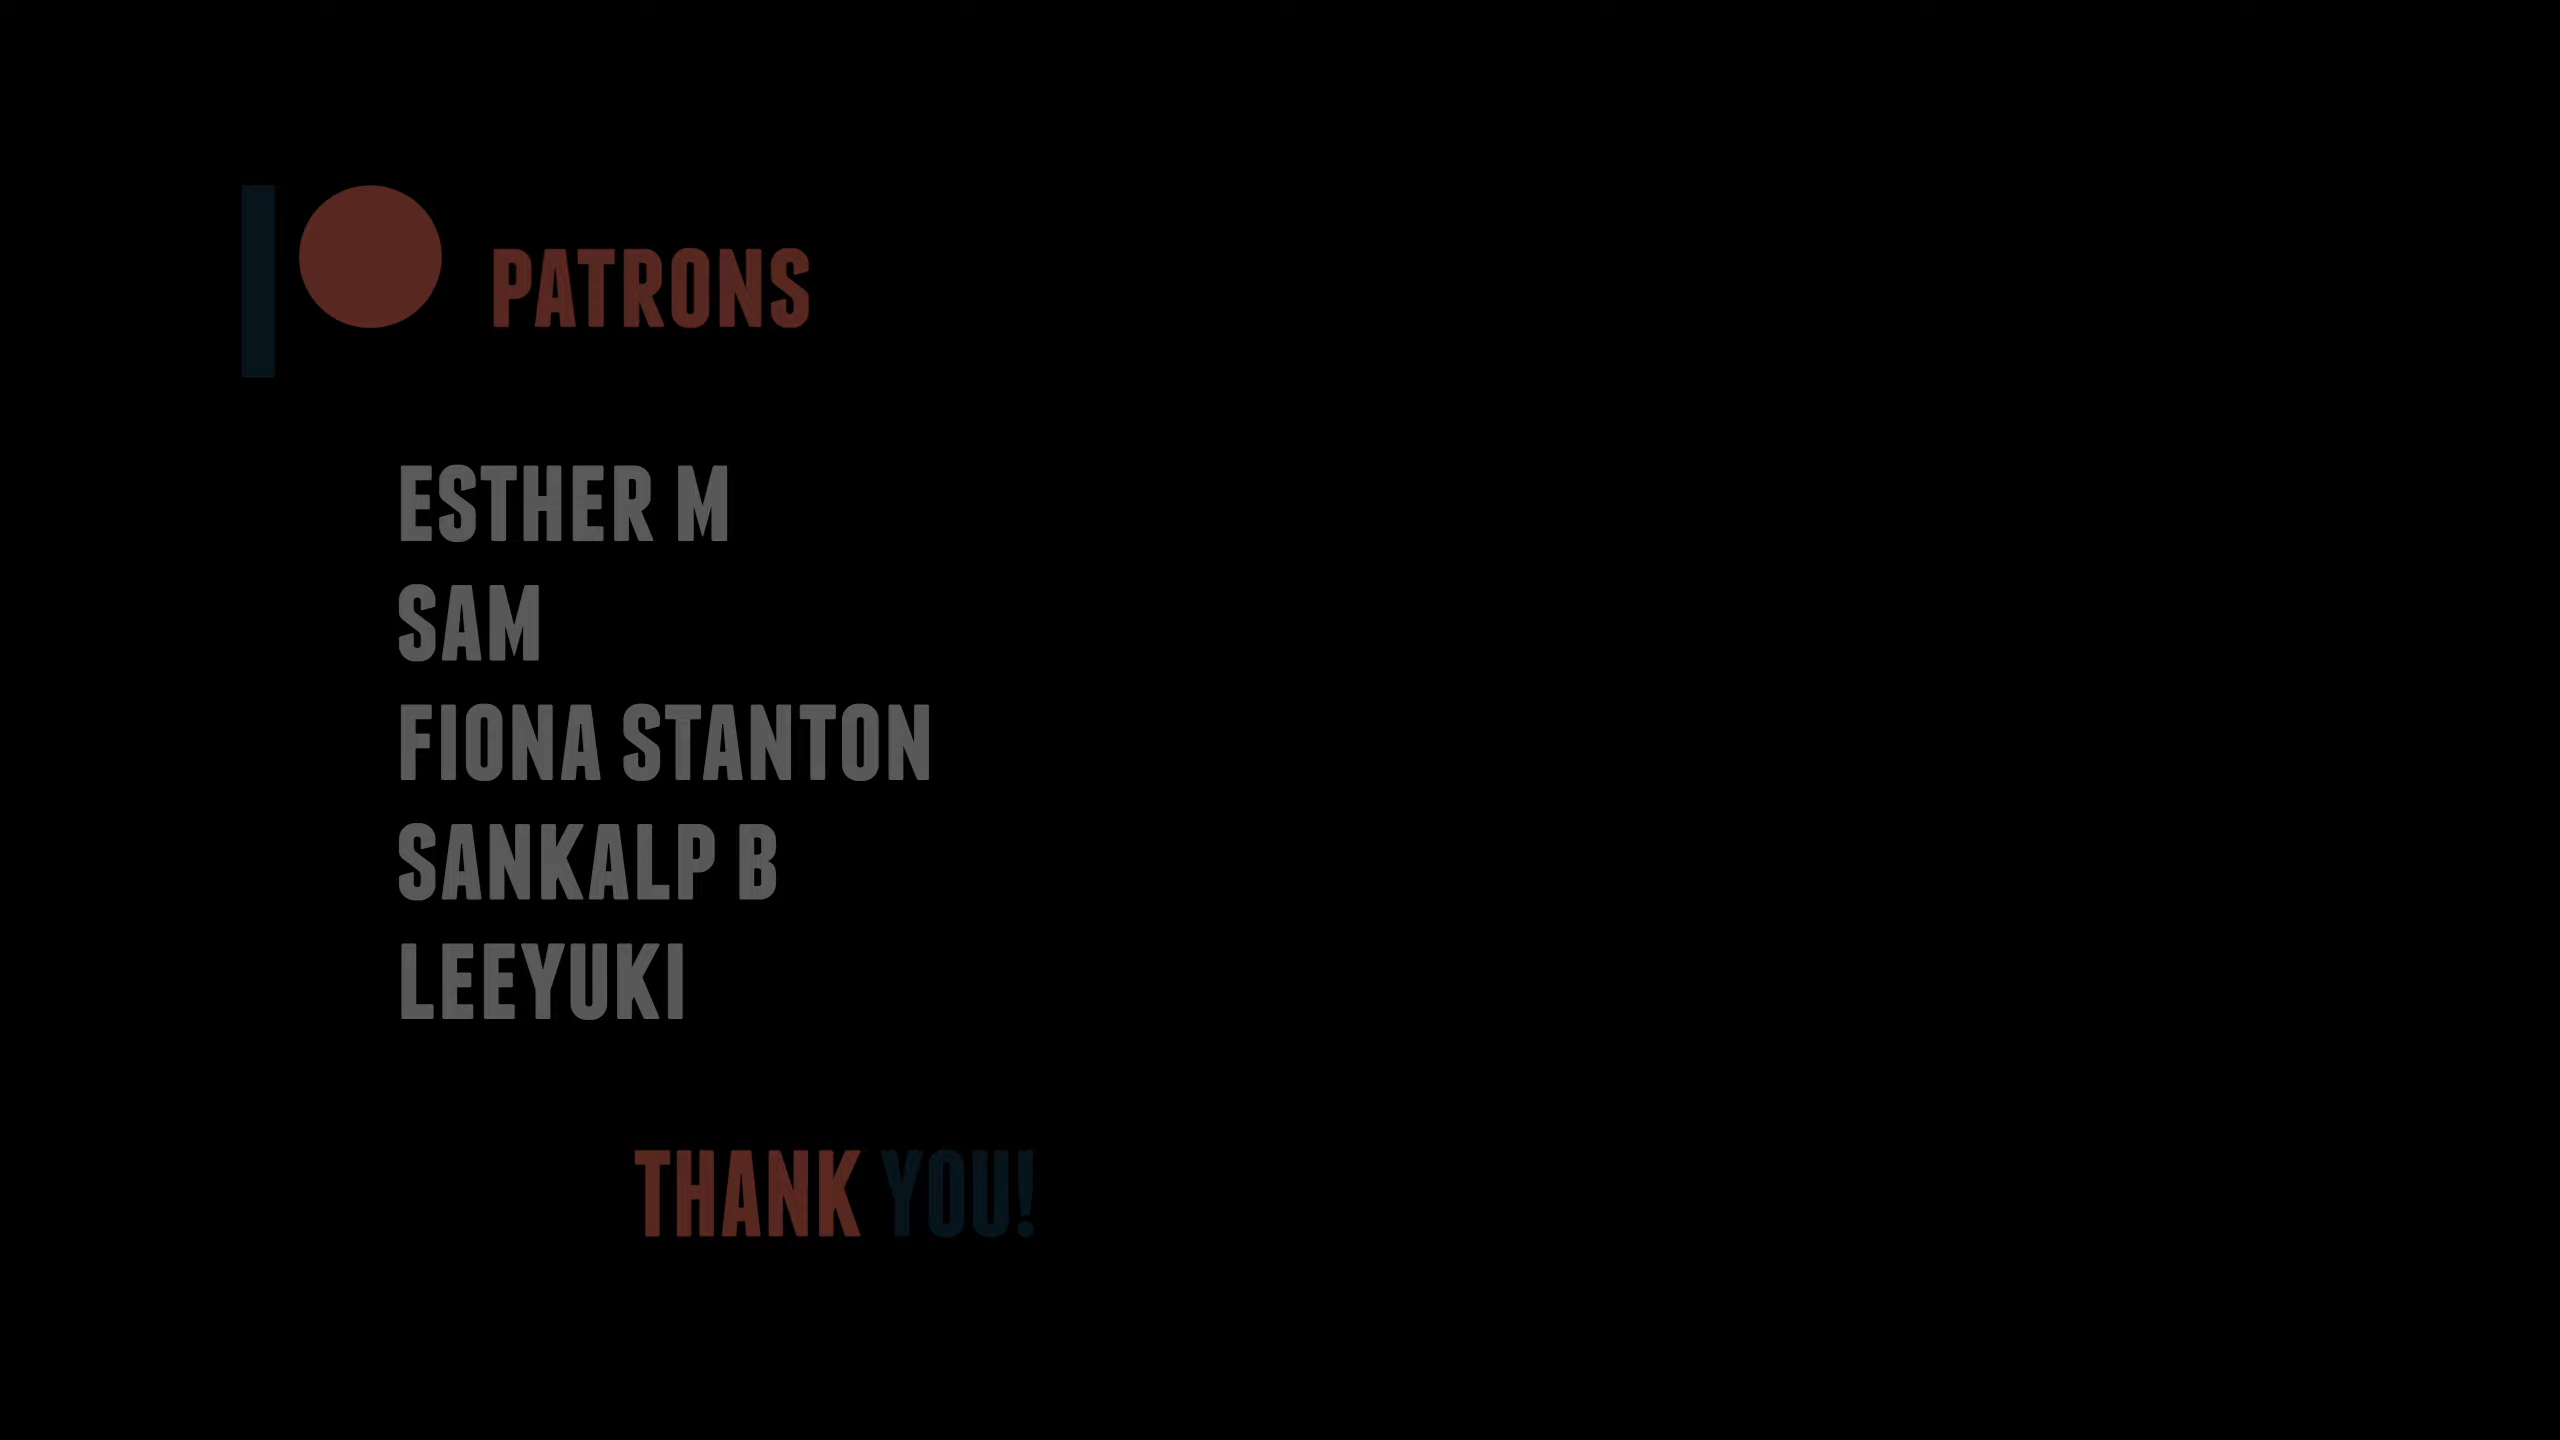 PATRONS
ESTHER M
SAM
FIONA STANTON
SANKALP B
LEEYUKI
THANK YOU!